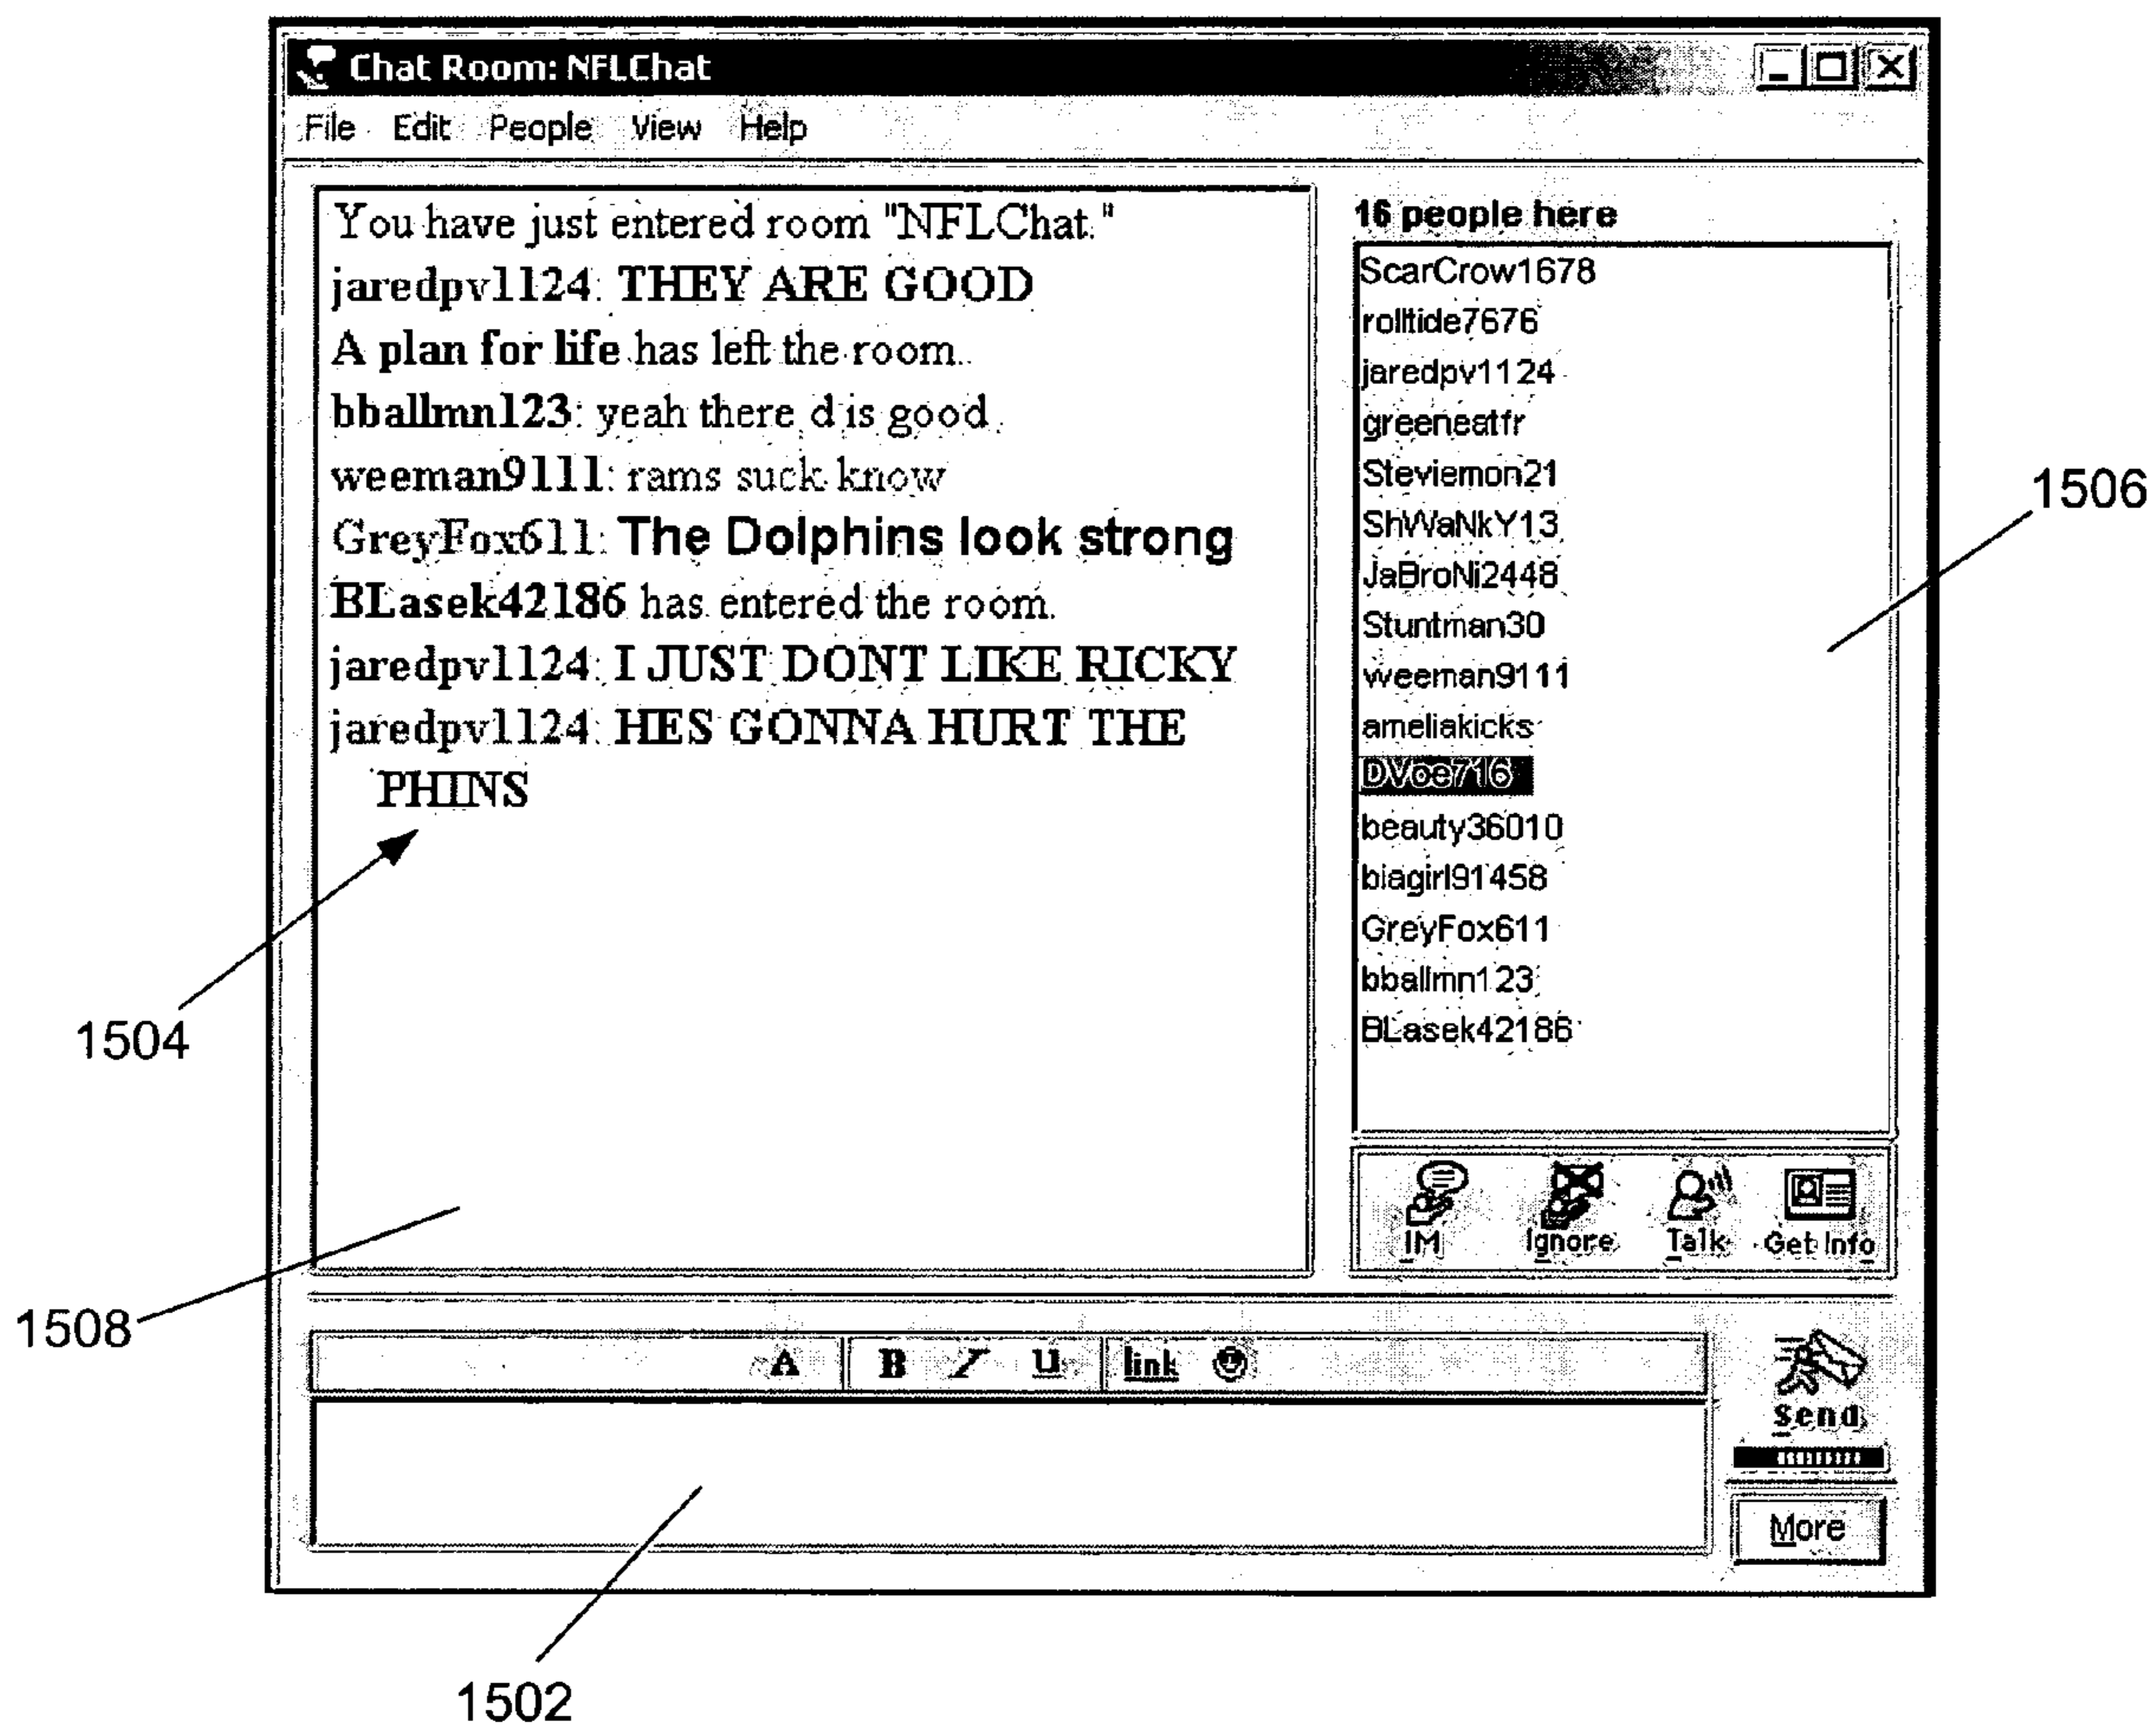 Chat Room: NFLChat
File Edit People View Help
You have just entered room "NFLChat."
jaredpv1124: THEY ARE GOOD
A plan for life has left the room.
bballmn123: yeah there d is good
weeman9111: rams suck know
GreyFox611: The Dolphins look strong
BLasek42186 has entered the room.
jaredpv1124: I JUST DONT LIKE RICKY
jaredpv1124: HES GONNA HURT THE
PHINS
16 people here
ScarCrow1678
rolltide7676
jaredpv1124
greeneatfr
Steviemon21
ShWaNkY13
JaBroNi2448
Stuntman30
weeman9111
ameliakicks
DVoe716
beauty36010
biagirl91458
GreyFox611
bballmn123
BLasek42186
IM Ignore Talk Get Info
A B I U link
Send
More
1506
1504
1508
1502